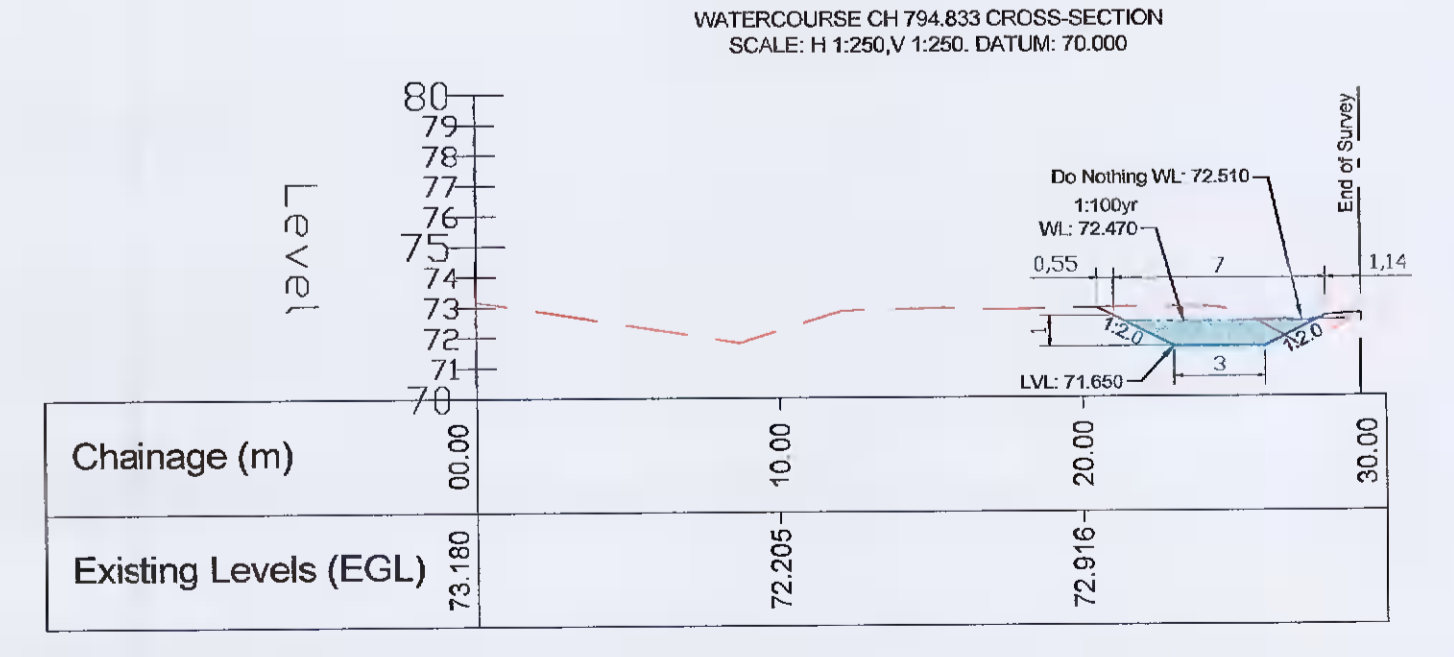 WATERCOURSE CH 794.833 CROSS-SECTION
SCALE: H 1:250,V 1:250. DATUM: 70.000
80
79
78
77
76
75
74
73
72
71
70
Level
Do Nothing WL: 72.510
1:100yr
WL: 72.470
End of Survey
0,55
7
1,14
1
1:2.0
1:2.0
3
LVL: 71.650
Chainage (m)
00.00
10.00
20.00
30.00
Existing Levels (EGL)
73.180
72.205
72.916